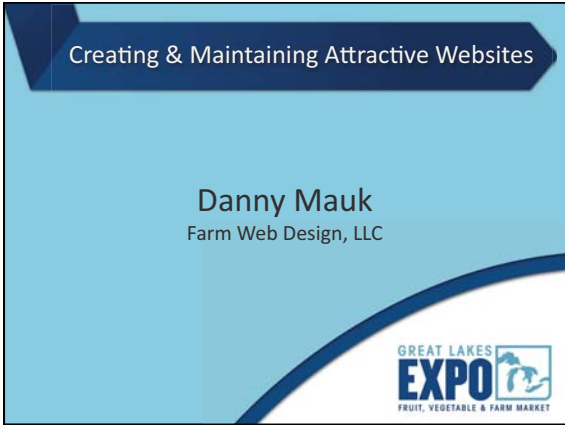 Creating & Maintaining Attractive Websites
Danny Mauk
Farm Web Design, LLC
GREAT LAKES
EXPO
FRUIT, VEGETABLE & FARM MARKET